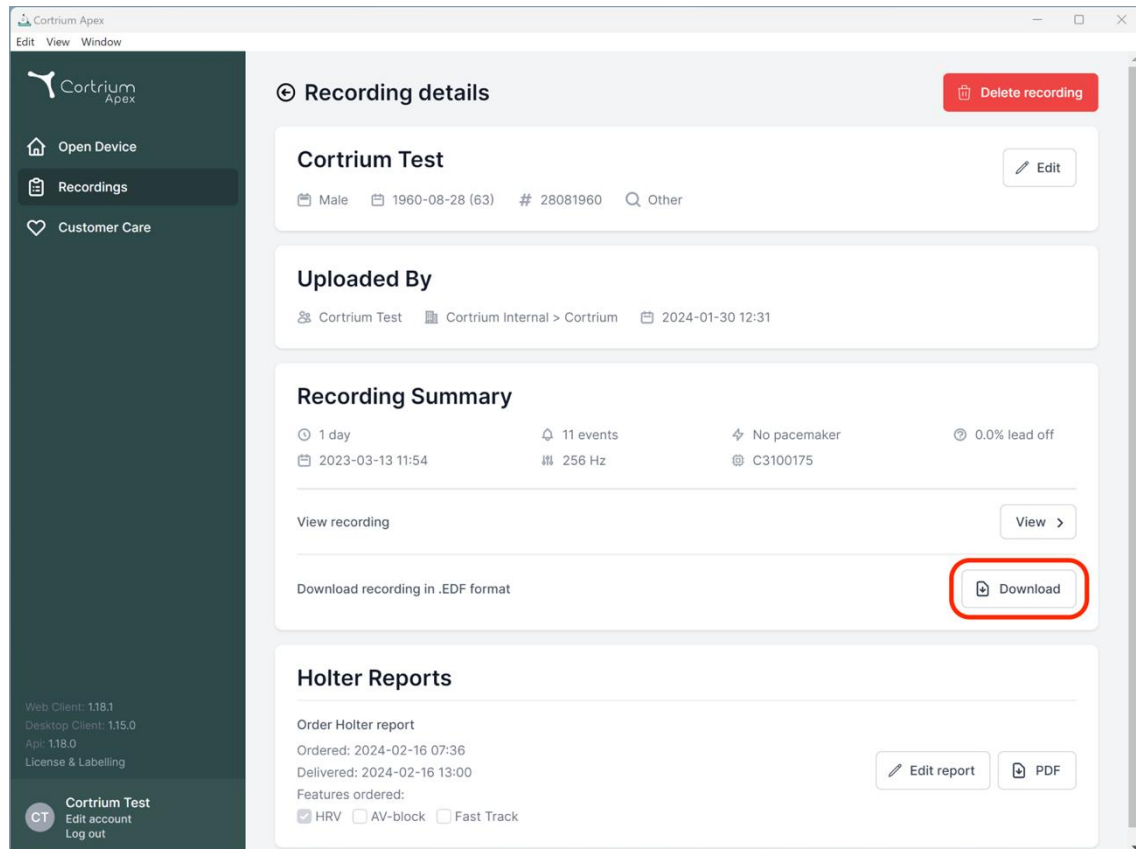 Cortrium Apex
Edit View Window
Cortrium
Apex
Open Device
Recordings
Customer Care
Web Client: 1.18.1
Desktop Client: 1.15.0
Api: 1.18.0
License & Labelling
CT
Cortrium Test
Edit account
Log out
Recording details
Delete recording
Cortrium Test
Edit
Male 1960-08-28 (63) # 28081960 Other
Uploaded By
Cortrium Test Cortrium Internal > Cortrium 2024-01-30 12:31
Recording Summary
1 day 11 events No pacemaker 0.0% lead off
2023-03-13 11:54 256 Hz C3100175
View recording View >
Download recording in .EDF format Download
Holter Reports
Order Holter report
Ordered: 2024-02-16 07:36
Delivered: 2024-02-16 13:00
Edit report PDF
Features ordered:
HRV AV-block Fast Track